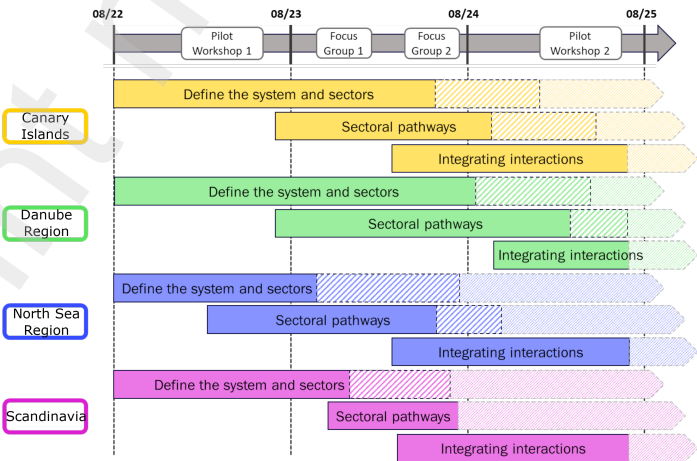 08/22
08/23
08/24
08/25
Pilot
Workshop 1
Focus
Group 1
Focus
Group 2
Pilot
Workshop 2
Canary
Islands
Define the system and sectors
Sectoral pathways
Integrating interactions
Danube
Region
Define the system and sectors
Sectoral pathways
Integrating interactions
North Sea
Region
Define the system and sectors
Sectoral pathways
Integrating interactions
Scandinavia
Define the system and sectors
Sectoral pathways
Integrating interactions